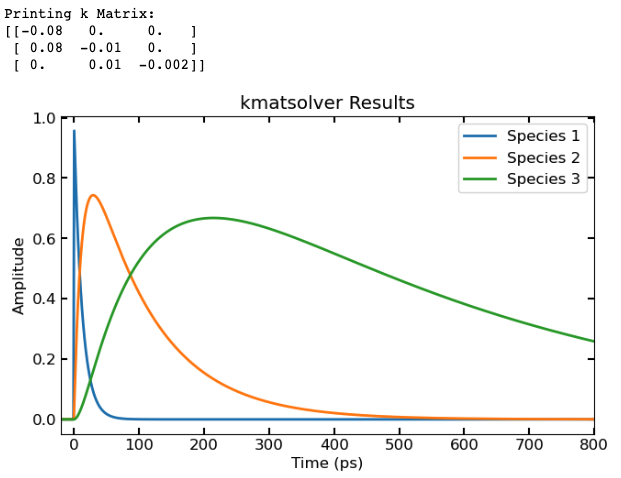 Printing k Matrix:
[[-0.08   0.     0.   ]
 [ 0.08  -0.01   0.   ]
 [ 0.     0.01  -0.002]]
kmatsolver Results
1.0
0.8
0.6
0.4
0.2
0.0
Amplitude
Species 1
Species 2
Species 3
0 100 200 300 400 500 600 700 800
Time (ps)